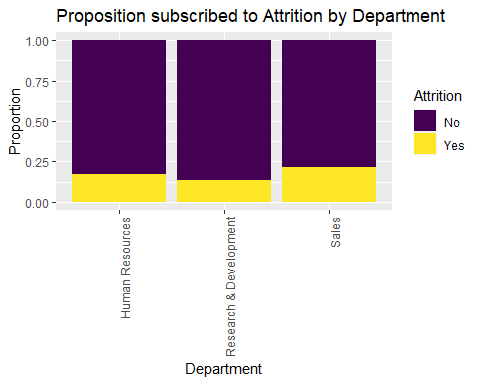 Proposition subscribed to Attrition by Department
1.00
0.75
0.50
0.25
0.00
Proportion
Human Resources
Research & Development
Sales
Department
Attrition
No
Yes